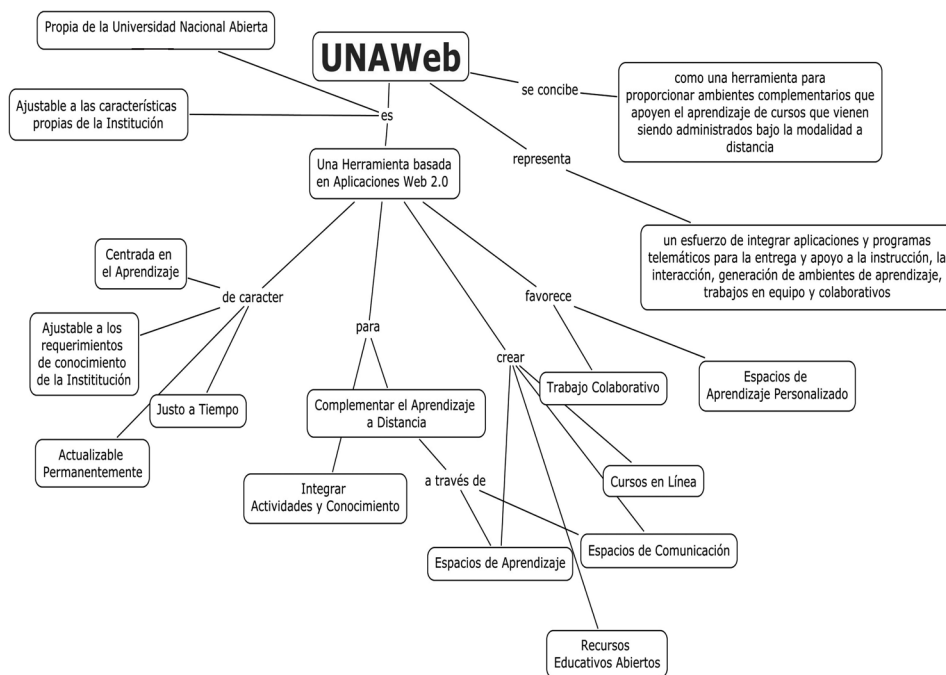 Propia de la Universidad Nacional Abierta
UNAWeb
se concibe
como una herramienta para
proporcionar ambientes complementarios que
apoyen el aprendizaje de cursos que vienen
siendo administrados bajo la modalidad a
distancia
Ajustable a las características
propias de la Institución
es
representa
Una Herramienta basada
en Aplicaciones Web 2.0
un esfuerzo de integrar aplicaciones y programas
telemáticos para la entrega y apoyo a la instrucción, la
interacción, generación de ambientes de aprendizaje,
trabajos en equipo y colaborativos
Centrada en
el Aprendizaje
de caracter
favorece
Ajustable a los
requerimientos
de conocimiento
de la Instititución
para
crear
Trabajo Colaborativo
Espacios de
Aprendizaje Personalizado
Justo a Tiempo
Complementar el Aprendizaje
a Distancia
Actualizable
Permanentemente
a través de
Cursos en Línea
Integrar
Actividades y Conocimiento
Espacios de Aprendizaje
Espacios de Comunicación
Recursos
Educativos Abiertos